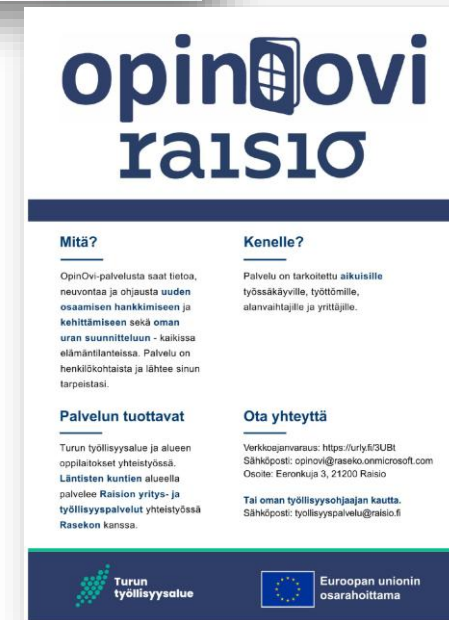 opinovi
raisio
Mitä?
OpinOvi-palvelusta saat tietoa,
neuvontaa ja ohjausta uuden
osaamisen hankkimiseen ja
kehittämiseen sekä oman
uran suunnitteluun - kaikissa
elämäntilanteissa. Palvelu on
henkilökohtaista ja lähtee sinun
tarpeistasi.
Kenelle?
Palvelu on tarkoitettu aikuisille
työssäkäyville, työttömille,
alanvaihtajille ja yrittäjille.
Palvelun tuottavat
Turun työllisyysalue ja alueen
oppilaitokset yhteistyössä.
Läntisten kuntien alueella
palvelee Raision yritys- ja
työllisyyspalvelut yhteistyössä
Rasekon kanssa.
Ota yhteyttä
Verkkoajanvaraus: https://urly.fi/3UBt
Sähköposti: opinovi@raseko.onmicrosoft.com
Osoite: Eeronkuja 3, 21200 Raisio
Tai oman työllisyysohjaajan kautta.
Sähköposti: tyollisyyspalvelu@raisio.fi
Turun
työllisyysalue
Euroopan unionin
osarahoittama